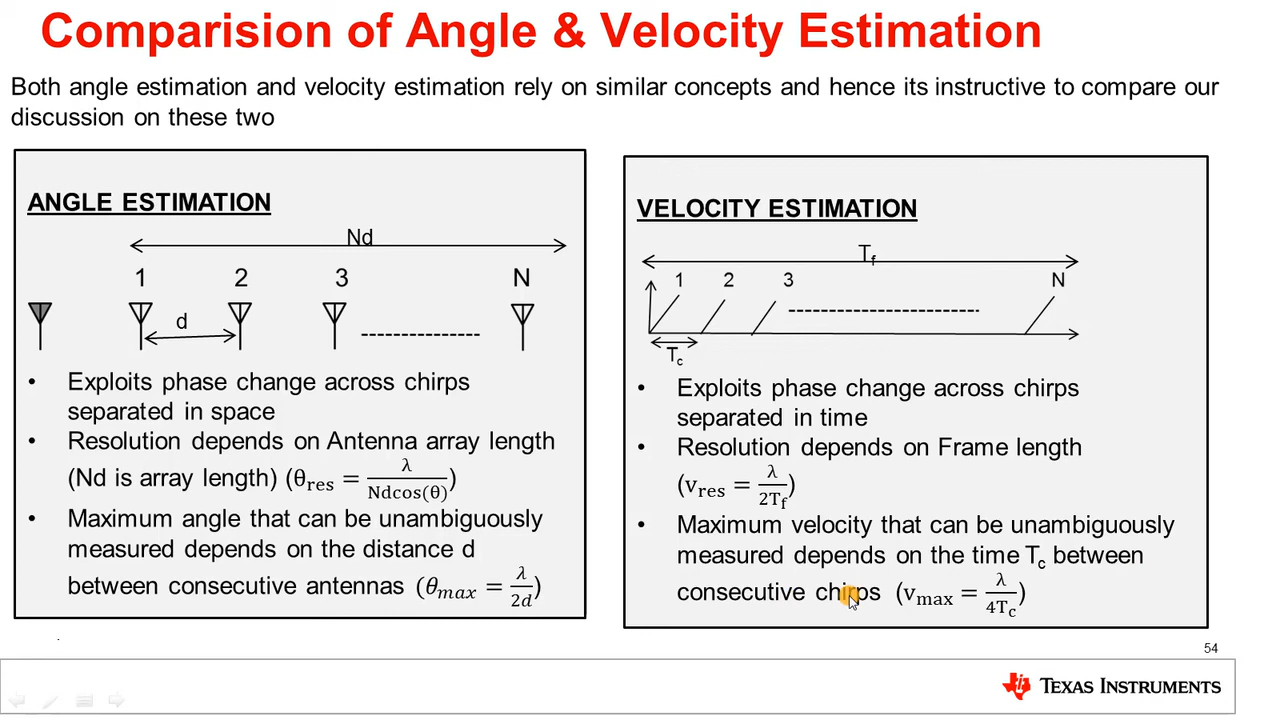 Comparision of Angle & Velocity Estimation
Both angle estimation and velocity estimation rely on similar concepts and hence its instructive to compare our
discussion on these two
ANGLE ESTIMATION
Nd
1 2 3 N
d
• Exploits phase change across chirps
separated in space
• Resolution depends on Antenna array length
(Nd is array length) (θres = λ/Ndcos(θ))
• Maximum angle that can be unambiguously
measured depends on the distance d
between consecutive antennas (θmax = λ/2d)
VELOCITY ESTIMATION
Tf
1 2 3 N
Tc
• Exploits phase change across chirps
separated in time
• Resolution depends on Frame length
(vres = λ/2Tf)
• Maximum velocity that can be unambiguously
measured depends on the time Tc between
consecutive chirps (vmax = λ/4Tc)
54
TEXAS INSTRUMENTS